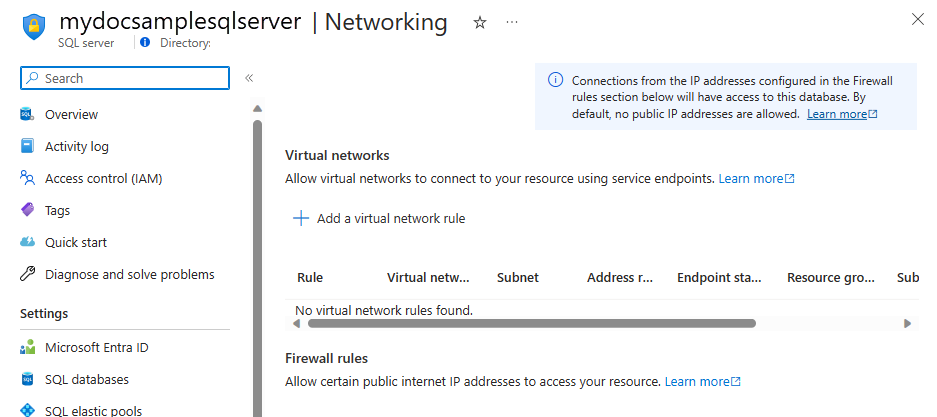 mydocsamplesqlserver | Networking
SQL server
Directory:
Search
Overview
Activity log
Access control (IAM)
Tags
Quick start
Diagnose and solve problems
Settings
Microsoft Entra ID
SQL databases
SQL elastic pools
Connections from the IP addresses configured in the Firewall
rules section below will have access to this database. By
default, no public IP addresses are allowed. Learn more
Virtual networks
Allow virtual networks to connect to your resource using service endpoints. Learn more
Add a virtual network rule
Rule Virtual netw... Subnet Address r... Endpoint sta... Resource gro... Sub
No virtual network rules found.
Firewall rules
Allow certain public internet IP addresses to access your resource. Learn more